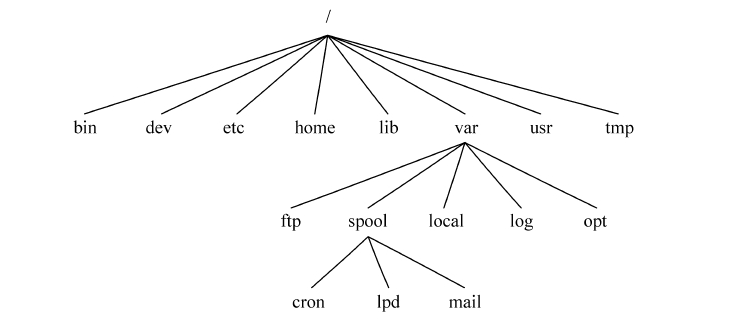 /
bin dev etc home lib var usr tmp
ftp spool local log opt
cron lpd mail